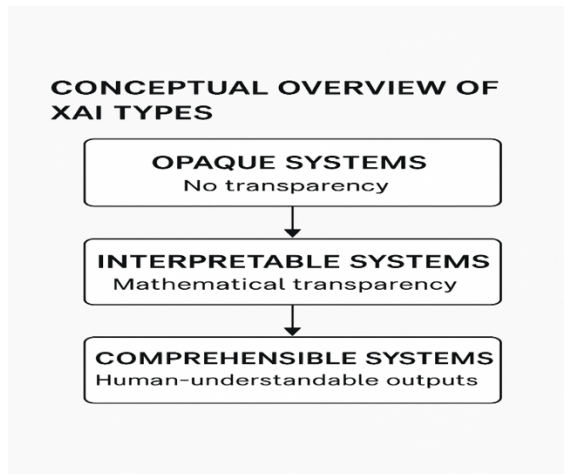 CONCEPTUAL OVERVIEW OF
XAI TYPES
OPAQUE SYSTEMS
No transparency
INTERPRETABLE SYSTEMS
Mathematical transparency
COMPREHENSIBLE SYSTEMS
Human-understandable outputs